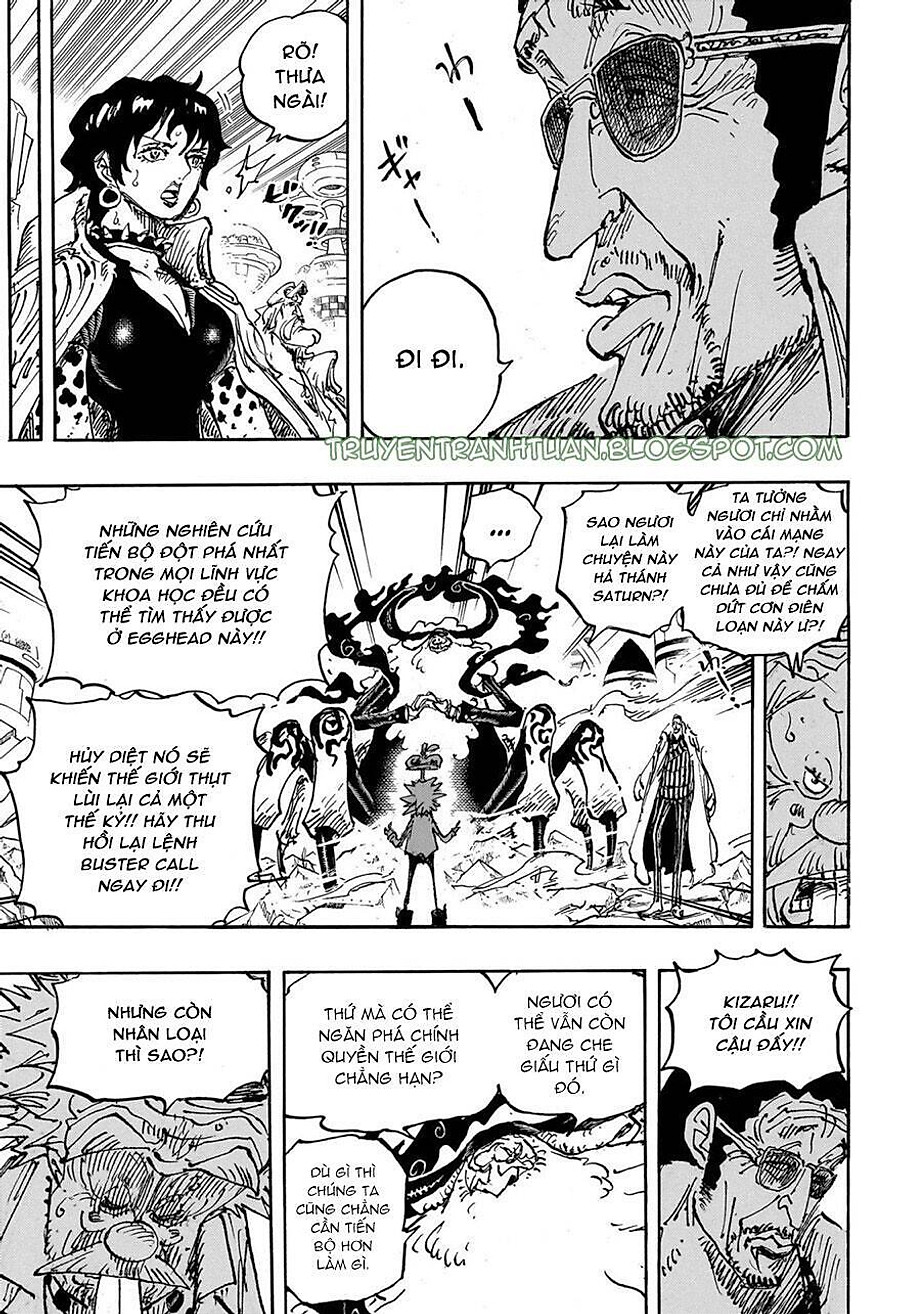 ĐI ĐI.
RÕ!
THƯA
NGÀI!
TRUYENTRANHTUAN.BLOGSPOT.COM
TA TƯỞNG
NGƯƠI CHỈ NHẰM
VÀO CÁI MẠNG
NÀY CỦA TA?! NGAY
CẢ NHƯ VẬY CŨNG
CHƯA ĐỦ ĐỂ CHẤM
DỨT CƠN ĐIÊN
LOẠN NÀY Ư?!
SAO NGƯƠI
LẠI LÀM
CHUYỆN NÀY
HẢ THÁNH
SATURN?!
...
NHỮNG NGHIÊN CỨU
TIẾN BỘ ĐỘT PHÁ NHẤT
TRONG MỌI LĨNH VỰC
KHOA HỌC ĐỀU CÓ
THỂ TÌM THẤY ĐƯỢC
Ở EGGHEAD NÀY!!
HỦY DIỆT NÓ SẼ
KHIẾN THẾ GIỚI THỤT
LÙI LẠI CẢ MỘT
THẾ KỶ!! HÃY THU
HỒI LẠI LỆNH
BUSTER CALL
NGAY ĐI!!
KIZARU!!
TÔI CẦU XIN
CẬU ĐẤY!!
NGƯƠI CÓ
THỂ VẪN CÒN
ĐANG CHE
GIẤU THỨ GÌ
ĐÓ.
THỨ MÀ CÓ THỂ
NGĂN PHÁ CHÍNH
QUYỀN THẾ GIỚI
CHẲNG HẠN?
DÙ GÌ THÌ
CHÚNG TA
CŨNG CHẲNG
CẦN TIẾN
BỘ HƠN
LÀM GÌ.
NHƯNG CÒN
NHÂN LOẠI
THÌ SAO?!